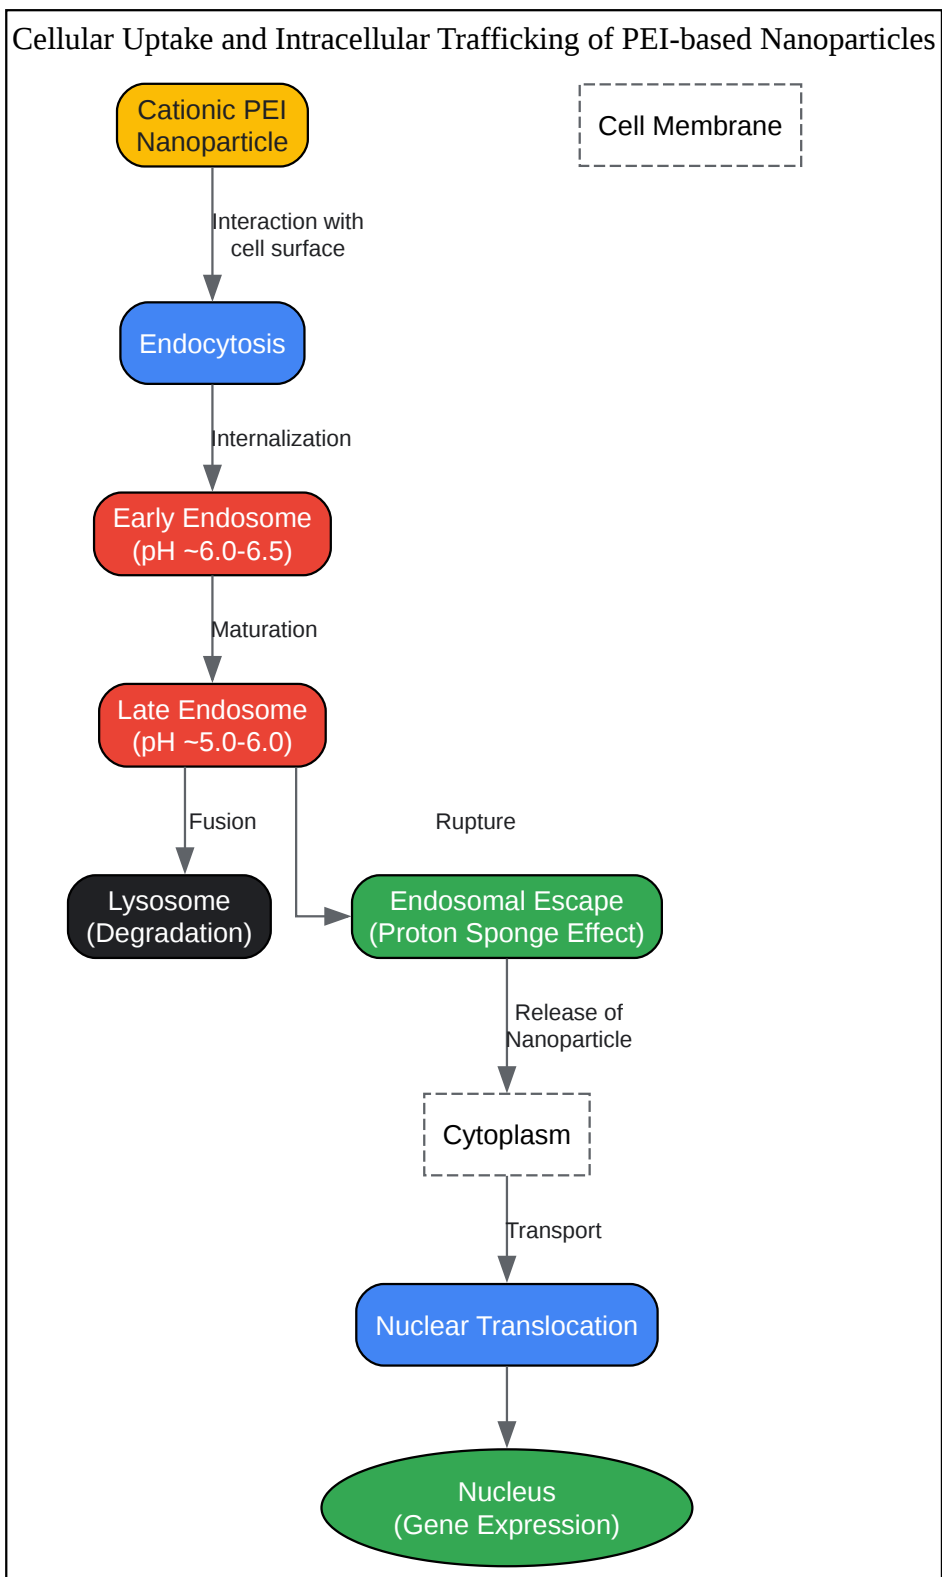 Cellular Uptake and Intracellular Trafficking of PEI-based Nanoparticles
Cationic PEI
Nanoparticle
Cell Membrane
Interaction with
cell surface
Endocytosis
Internalization
Early Endosome
(pH ~6.0-6.5)
Maturation
Late Endosome
(pH ~5.0-6.0)
Fusion
Rupture
Lysosome
(Degradation)
Endosomal Escape
(Proton Sponge Effect)
Release of
Nanoparticle
Cytoplasm
Transport
Nuclear Translocation
Nucleus
(Gene Expression)